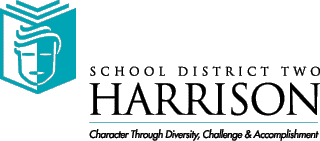 SCHOOL DISTRICT TWO
HARRISON
Character Through Diversity, Challenge & Accomplishment